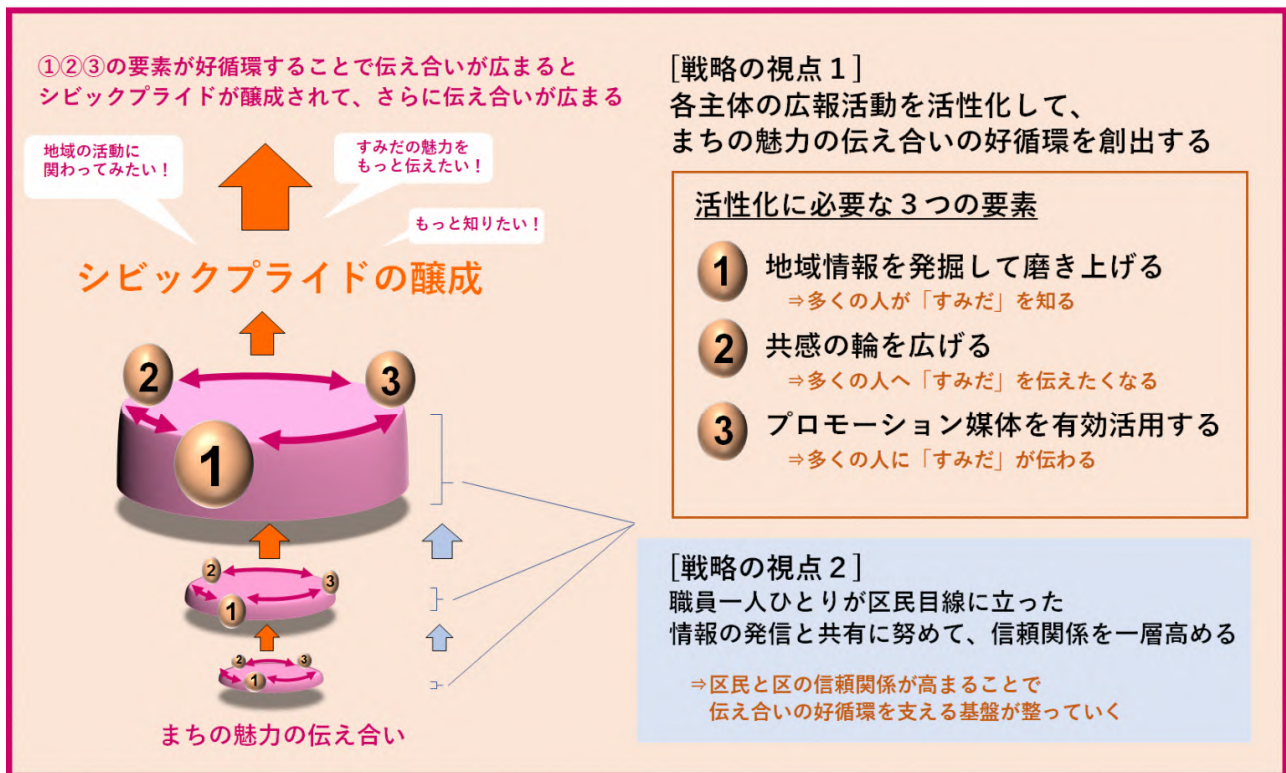 ①②③の要素が好循環することで伝え合いが広まると
シビックプライドが醸成されて、さらに伝え合いが広まる
地域の活動に
関わってみたい！
すみだの魅力を
もっと伝えたい！
もっと知りたい！
シビックプライドの醸成
2
3
1
2
3
1
2
3
1
まちの魅力の伝え合い
[戦略の視点１]
各主体の広報活動を活性化して、
まちの魅力の伝え合いの好循環を創出する
活性化に必要な３つの要素
1 地域情報を発掘して磨き上げる
⇒多くの人が「すみだ」を知る
2 共感の輪を広げる
⇒多くの人へ「すみだ」を伝えたくなる
3 プロモーション媒体を有効活用する
⇒多くの人に「すみだ」が伝わる
[戦略の視点２]
職員一人ひとりが区民目線に立った
情報の発信と共有に努めて、信頼関係を一層高める
⇒区民と区の信頼関係が高まることで
伝え合いの好循環を支える基盤が整っていく